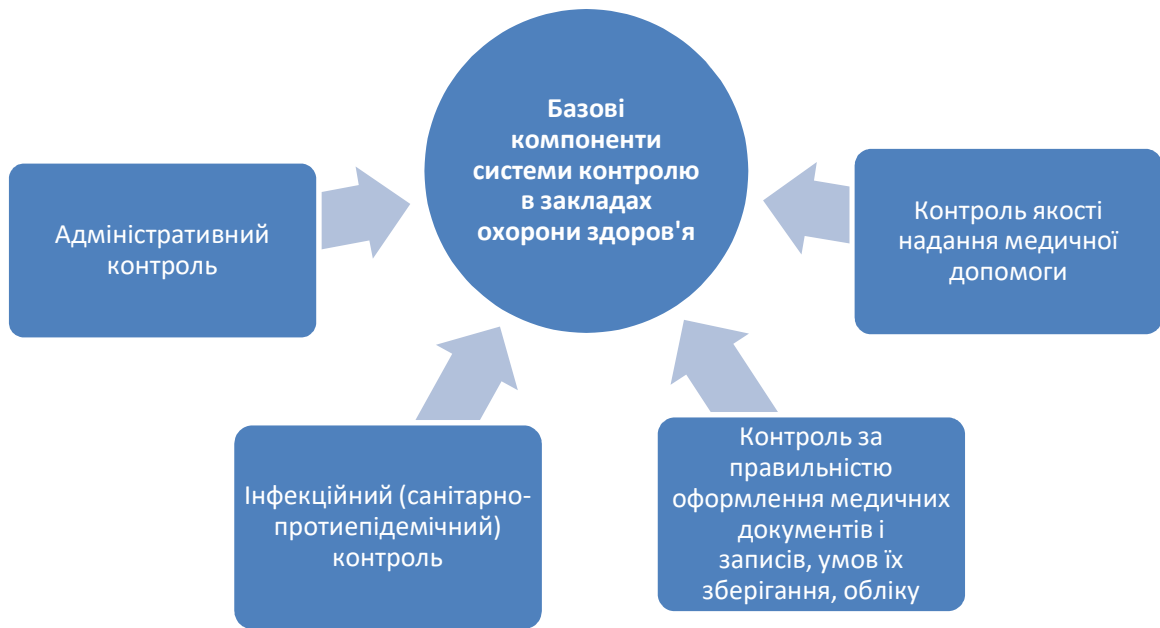 Базові
компоненти
системи контролю
в закладах
охорони здоров'я
Адміністративний
контроль
Контроль якості
надання медичної
допомоги
Інфекційний (санітарно-
протиепідемічний)
контроль
Контроль за
правильністю
оформлення медичних
документів і
записів, умов їх
зберігання, обліку